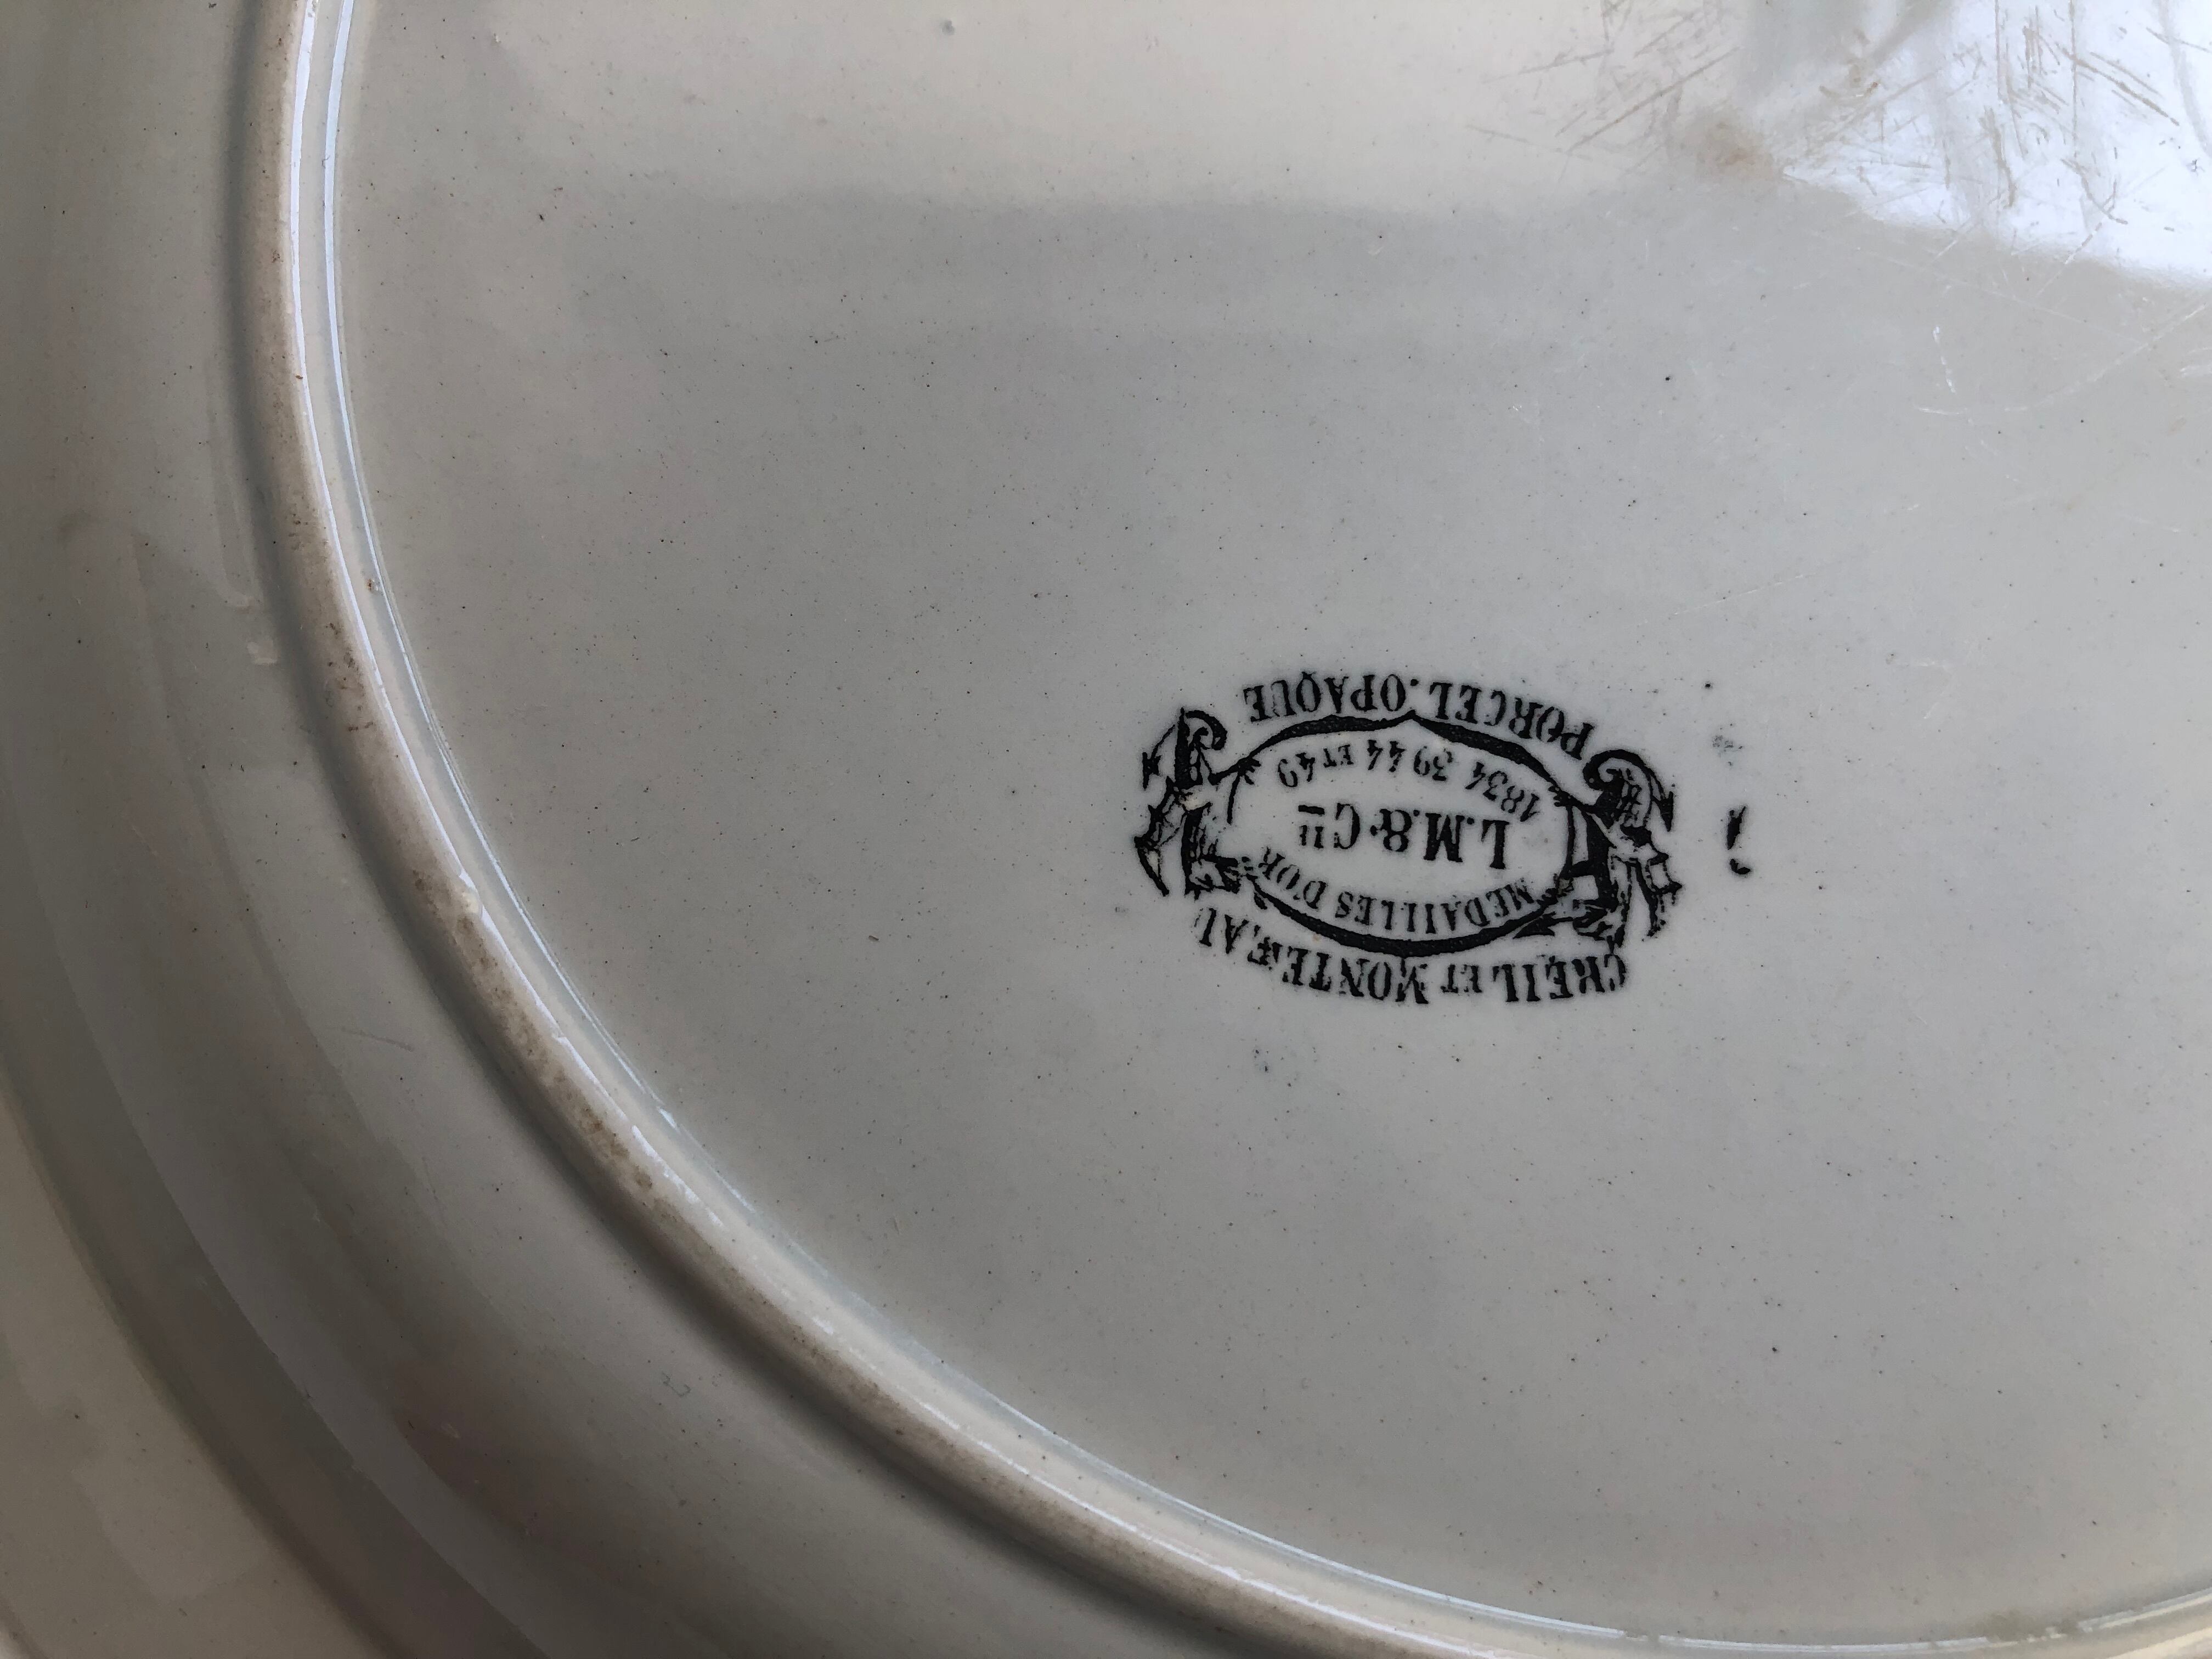 CREIL ET MONTEREAU
MEDAILLES D'OR
L.M.& Cie
1834 39 44 ET 49
PORCEL. OPAQUE